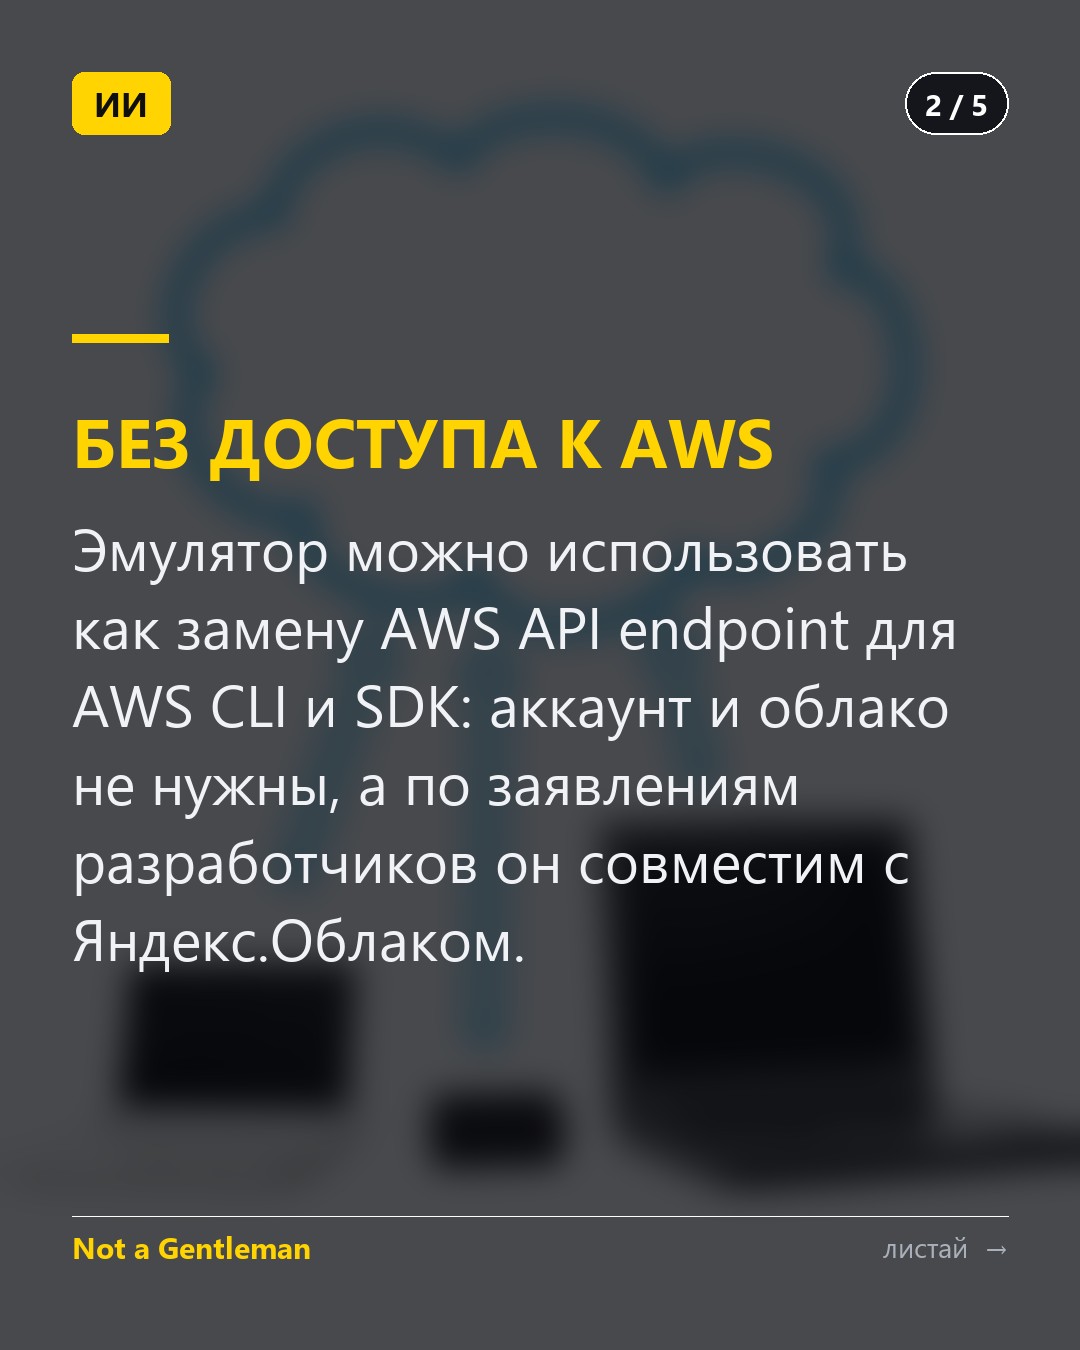 ИИ
2 / 5
БЕЗ ДОСТУПА К AWS
Эмулятор можно использовать
как замену AWS API endpoint для
AWS CLI и SDK: аккаунт и облако
не нужны, а по заявлениям
разработчиков он совместим с
Яндекс.Облаком.
Not a Gentleman
листай →